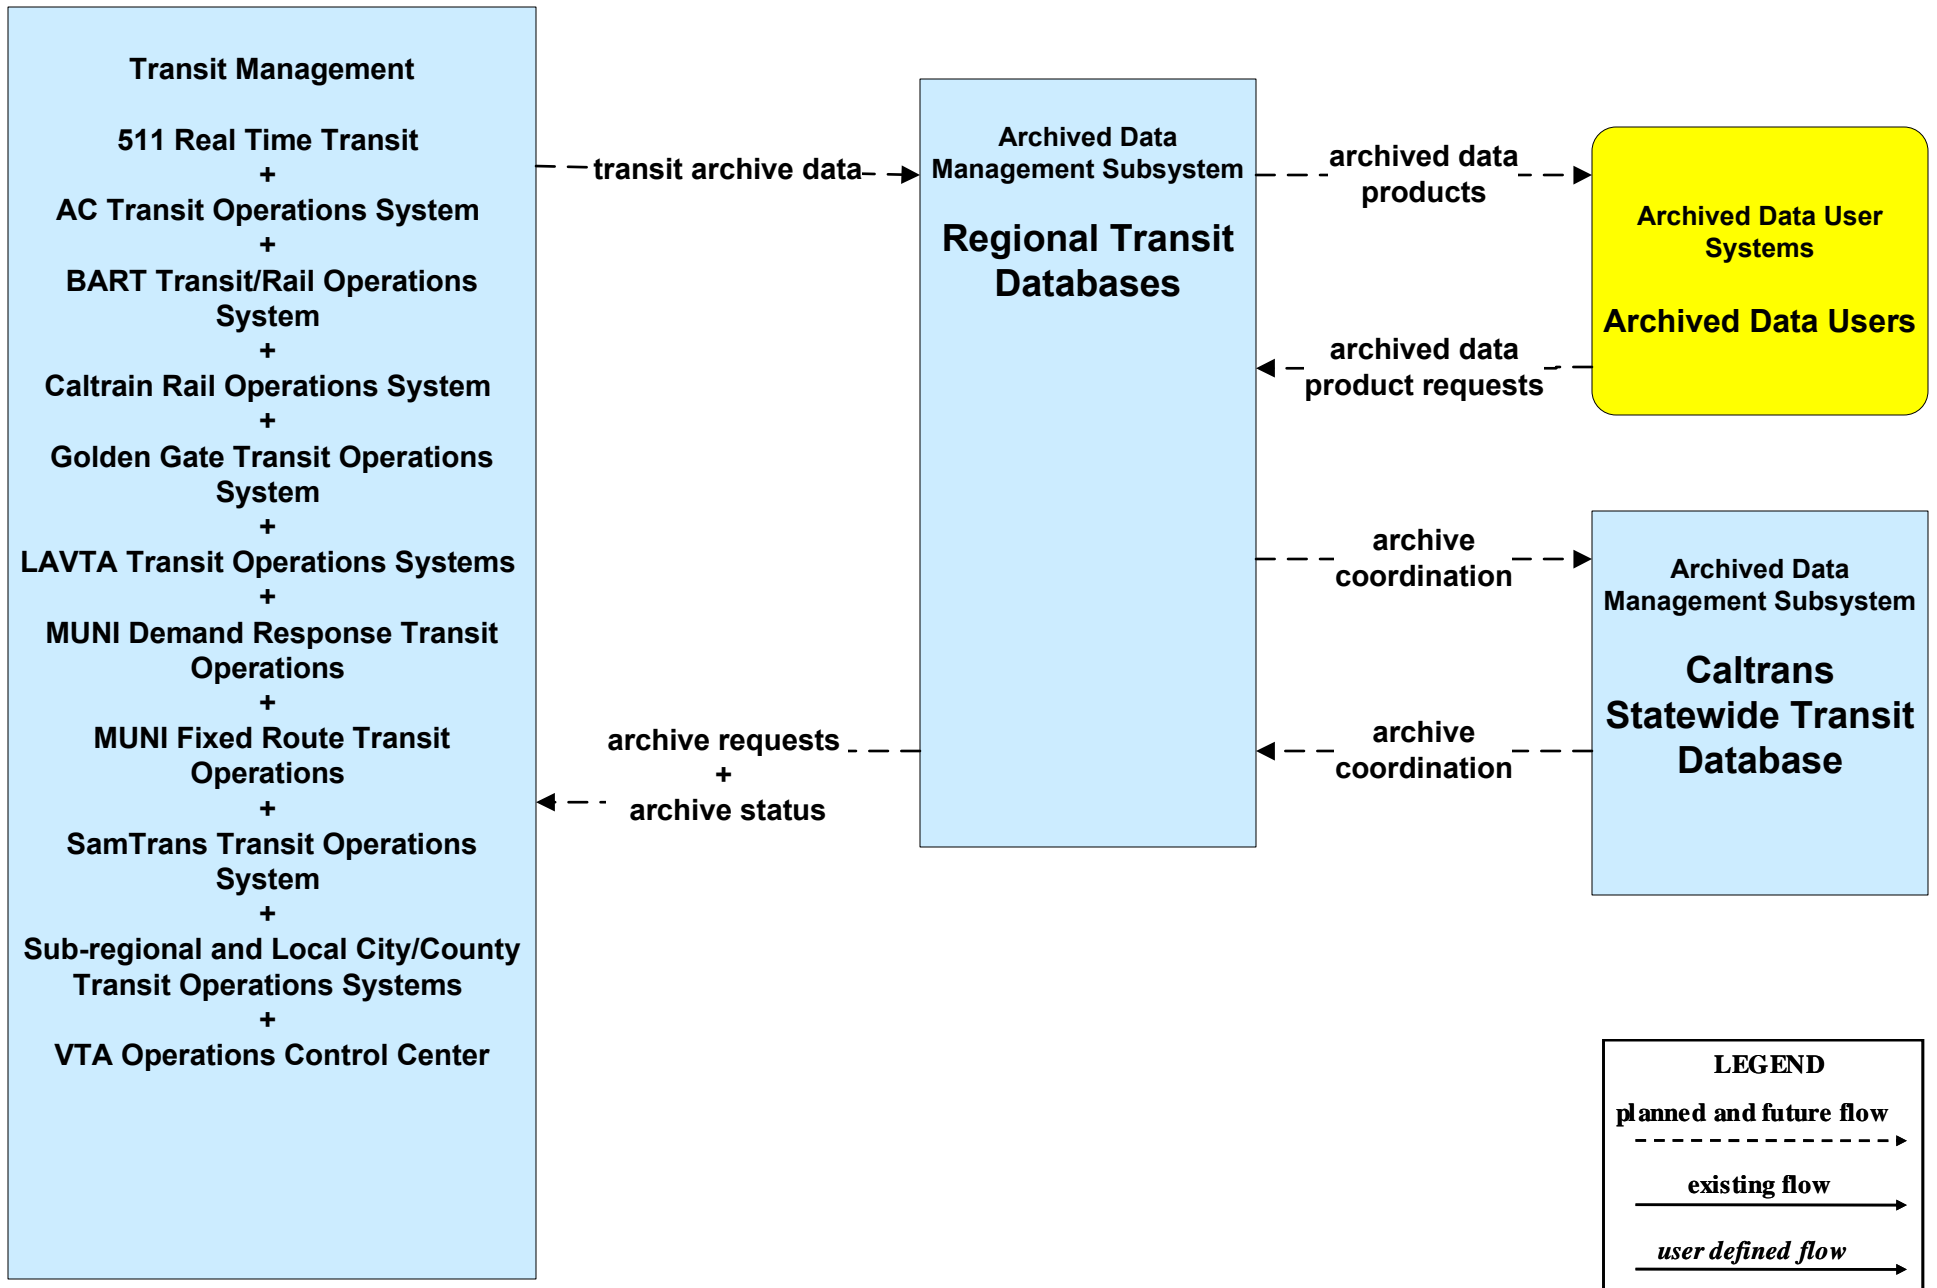 Transit Management
511 Real Time Transit
+
AC Transit Operations System
+
BART Transit/Rail Operations
System
+
Caltrain Rail Operations System
+
Golden Gate Transit Operations
System
+
LAVTA Transit Operations Systems
+
MUNI Demand Response Transit
Operations
+
MUNI Fixed Route Transit
Operations
+
SamTrans Transit Operations
System
+
Sub-regional and Local City/County
Transit Operations Systems
+
VTA Operations Control Center
transit archive data
archive requests
+
archive status
Archived Data
Management Subsystem
Regional Transit
Databases
archived data
products
archived data
product requests
archive
coordination
archive
coordination
Archived Data User
Systems
Archived Data Users
Archived Data
Management Subsystem
Caltrans
Statewide Transit
Database
LEGEND
planned and future flow
existing flow
user defined flow